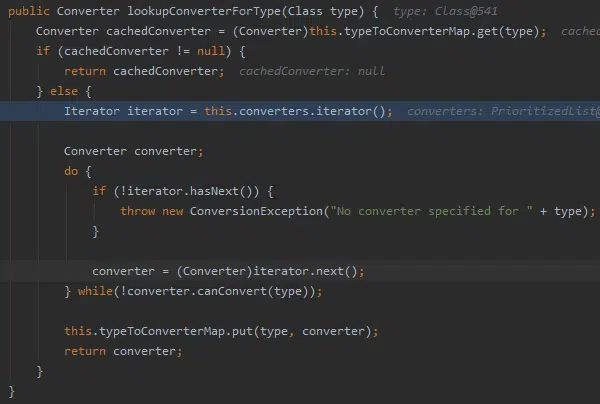 public Converter lookupConverterForType(Class type) {  type: Class@541
    Converter cachedConverter = (Converter)this.typeToConverterMap.get(type);  cached
    if (cachedConverter != null) {
        return cachedConverter;  cachedConverter: null
    } else {
        Iterator iterator = this.converters.iterator();  converters: PrioritizedList@

        Converter converter;
        do {
            if (!iterator.hasNext()) {
                throw new ConversionException("No converter specified for " + type);
            }

            converter = (Converter)iterator.next();
        } while(!converter.canConvert(type));

        this.typeToConverterMap.put(type, converter);
        return converter;
    }
}